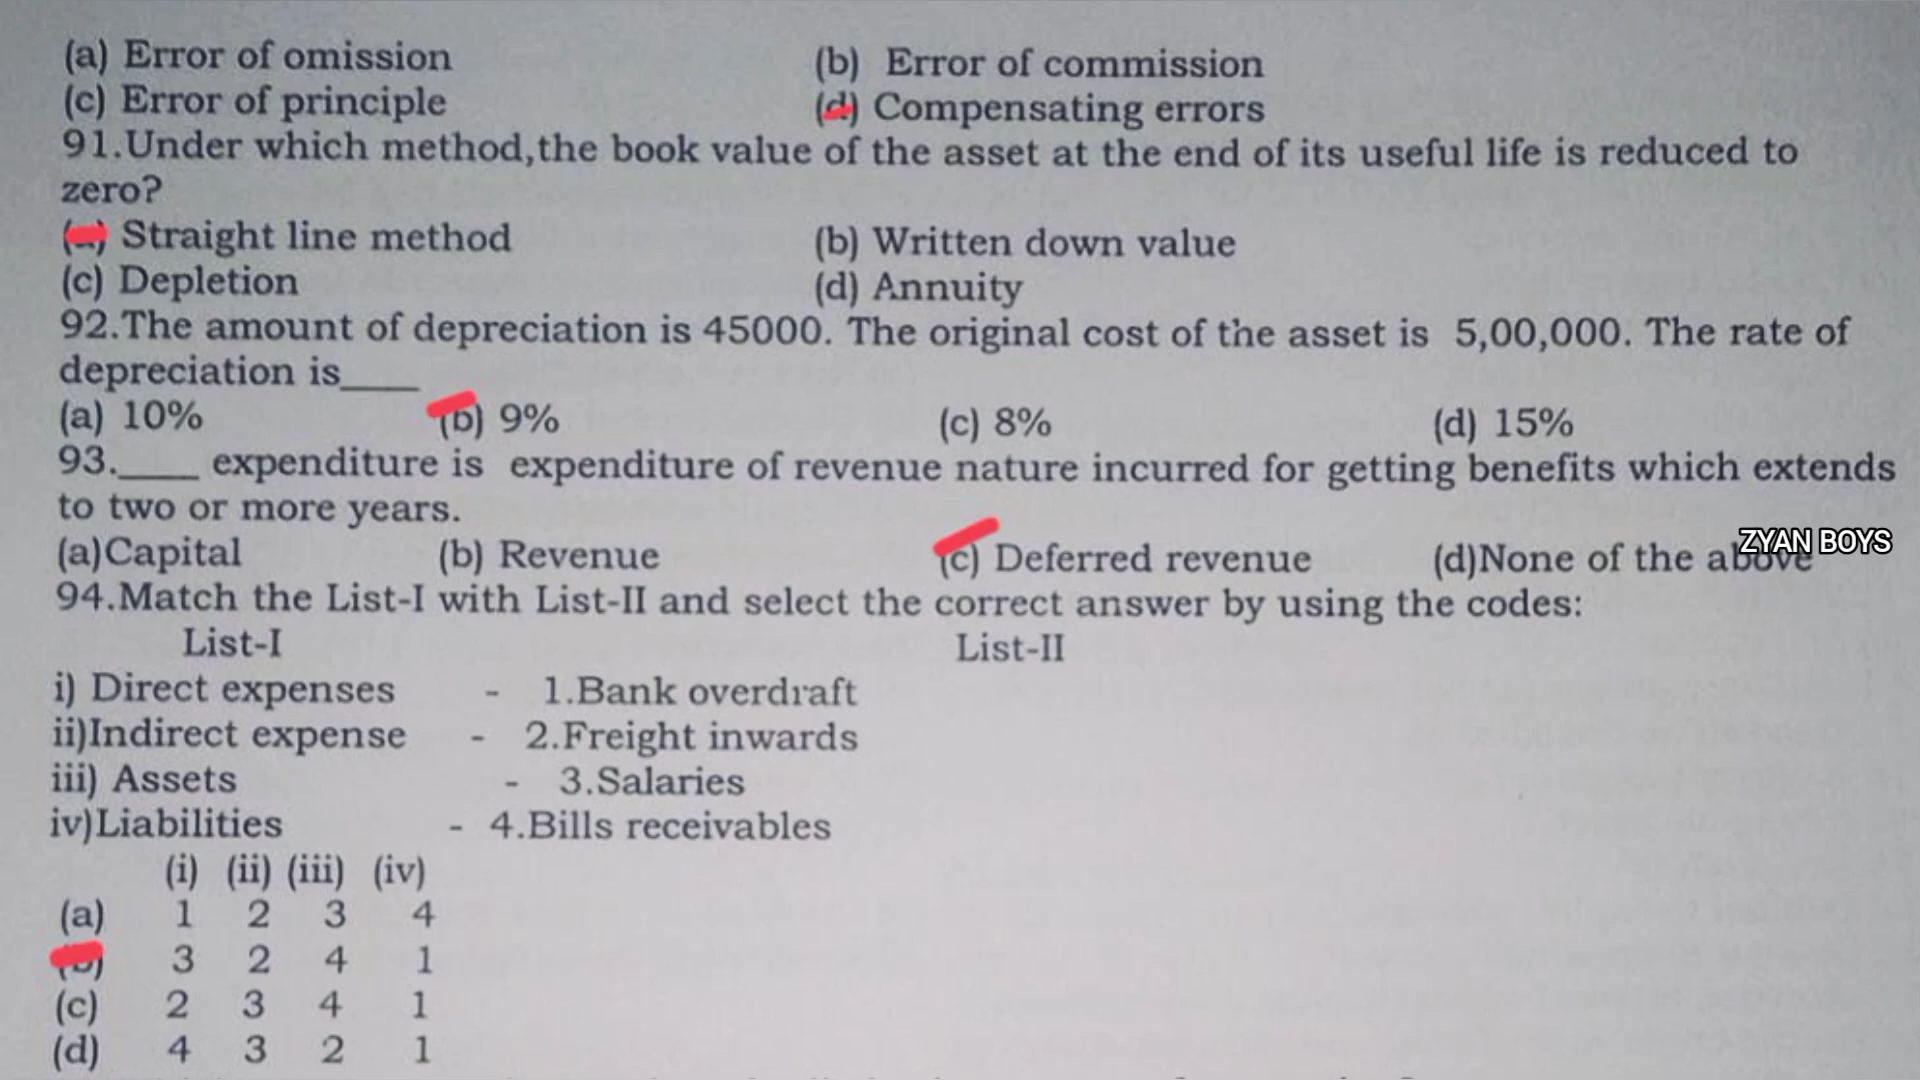 (a) Error of omission (b) Error of commission
(c) Error of principle (d) Compensating errors
91.Under which method,the book value of the asset at the end of its useful life is reduced to
zero?
Straight line method (b) Written down value
(c) Depletion (d) Annuity
92.The amount of depreciation is 45000. The original cost of the asset is 5,00,000. The rate of
depreciation is____
(a) 10% (b) 9% (c) 8% (d) 15%
93.____ expenditure is expenditure of revenue nature incurred for getting benefits which extends
to two or more years.
(a)Capital (b) Revenue (c) Deferred revenue (d)None of the above
ZYAN BOYS
94.Match the List-I with List-II and select the correct answer by using the codes:
List-I List-II
i) Direct expenses - 1.Bank overdraft
ii)Indirect expense - 2.Freight inwards
iii) Assets - 3.Salaries
iv)Liabilities - 4.Bills receivables
(i) (ii) (iii) (iv)
(a) 1 2 3 4
(b) 3 2 4 1
(c) 2 3 4 1
(d) 4 3 2 1